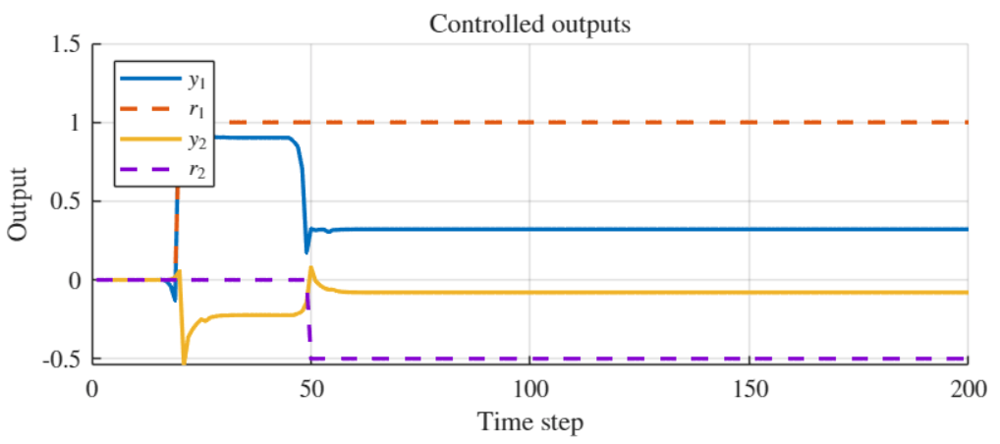 Controlled outputs
1.5
1
0.5
0
-0.5
Output
y1
r1
y2
r2
0 50 100 150 200
Time step